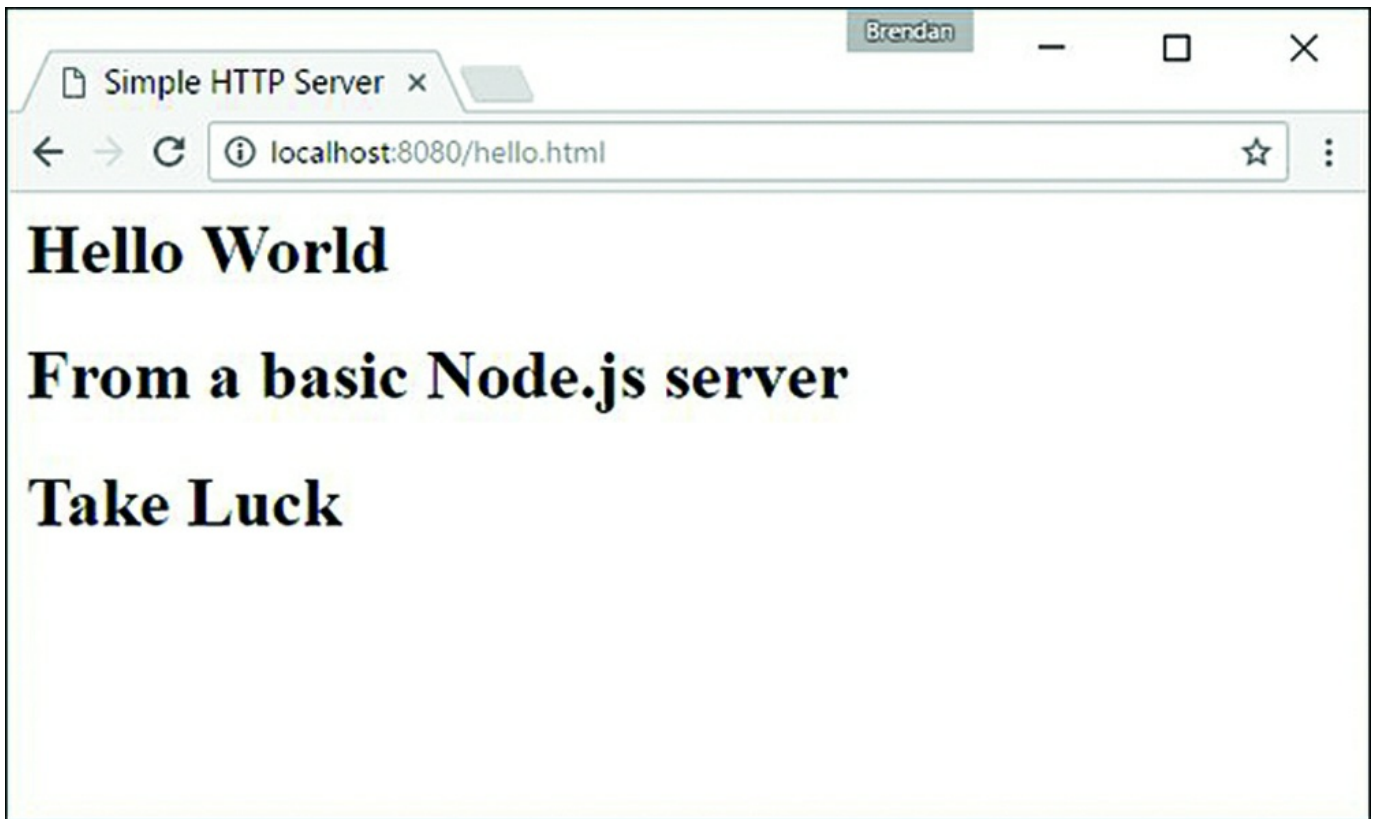 Brendan
Simple HTTP Server
localhost:8080/hello.html
Hello World
From a basic Node.js server
Take Luck